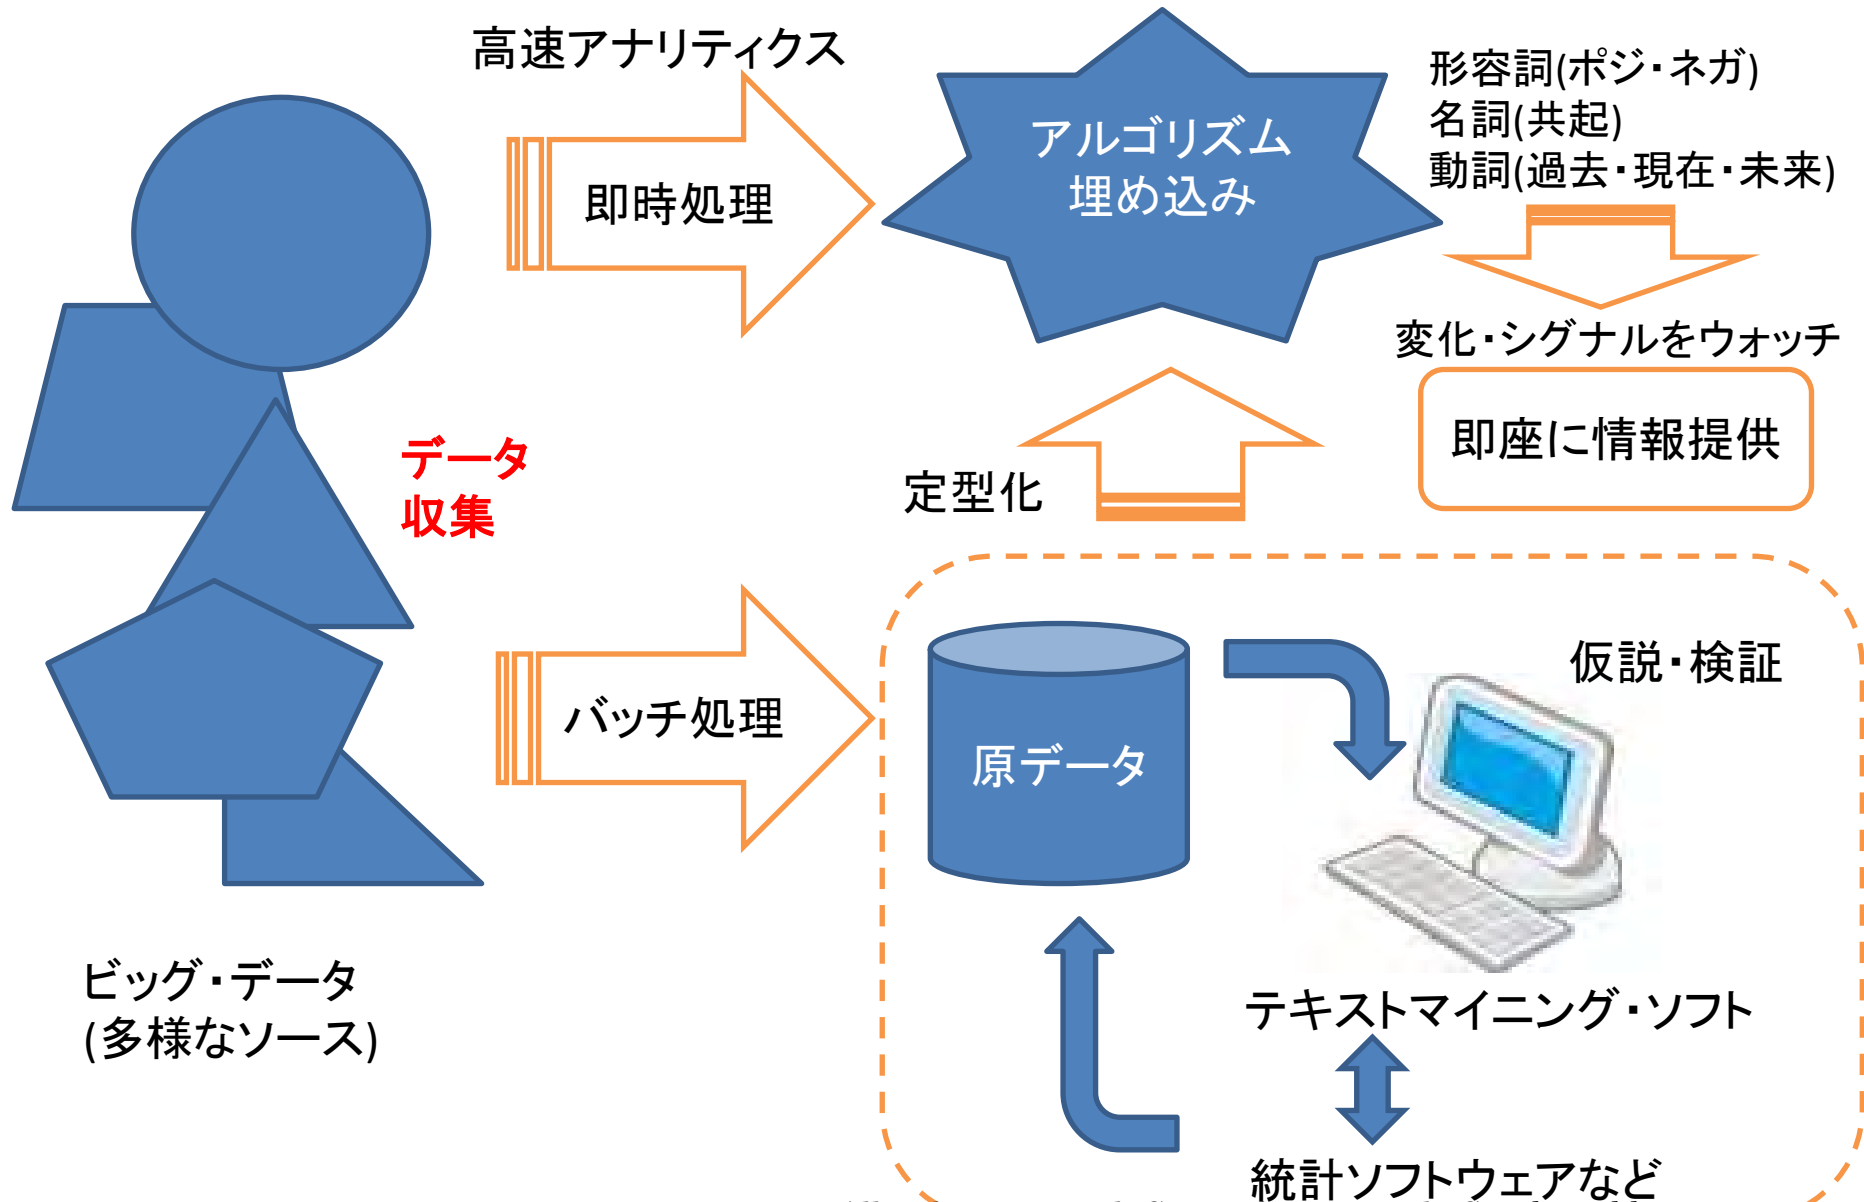 高速アナリティクス
即時処理
アルゴリズム
埋め込み
形容詞(ポジ・ネガ)
名詞(共起)
動詞(過去・現在・未来)
変化・シグナルをウォッチ
即座に情報提供
データ
収集
定型化
バッチ処理
原データ
仮説・検証
テキストマイニング・ソフト
統計ソフトウェアなど
ビッグ・データ
(多様なソース)